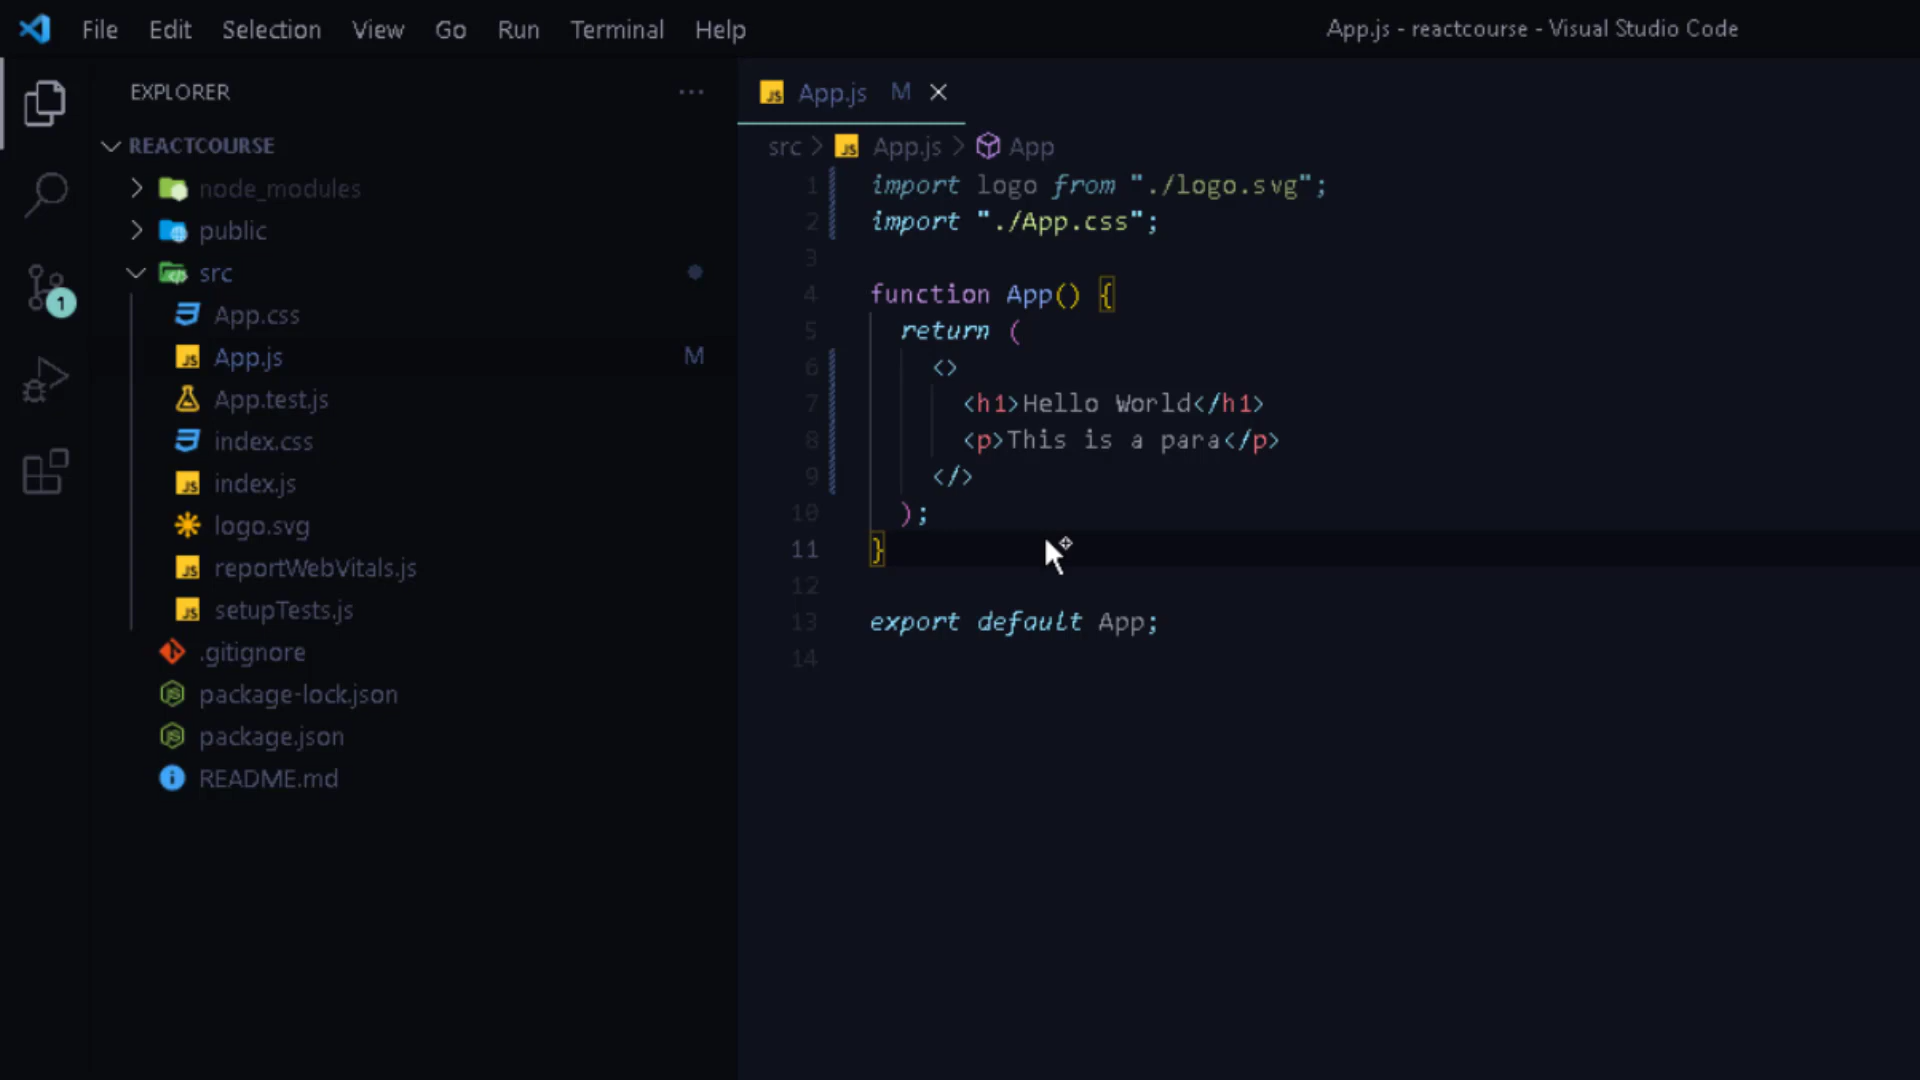 File Edit Selection View Go Run Terminal Help
App.js - reactcourse - Visual Studio Code
EXPLORER ···
REACTCOURSE
node_modules
public
src
App.css
App.js M
App.test.js
index.css
index.js
logo.svg
reportWebVitals.js
setupTests.js
.gitignore
package-lock.json
package.json
README.md
1
JS App.js M
src > JS App.js > App
1 import logo from "./logo.svg";
2 import "./App.css";
3
4 function App() {
5 return (
6 <>
7 <h1>Hello World</h1>
8 <p>This is a para</p>
9 </>
10 );
11 }
12
13 export default App;
14